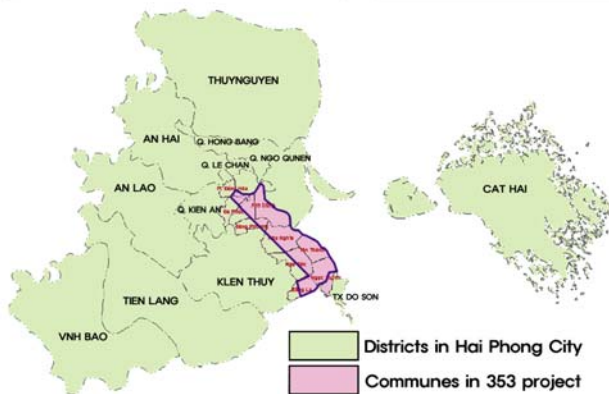 THUYNGUYEN
AN HAI
Q. HONG BANG
Q. NGO QUNEN
Q. LE CHAN
AN LAO
CAT HAI
Q. KIEN AN
KLEN THUY
TIEN LANG
TX DO SON
VNH BAO
Districts in Hai Phong City
Communes in 353 project